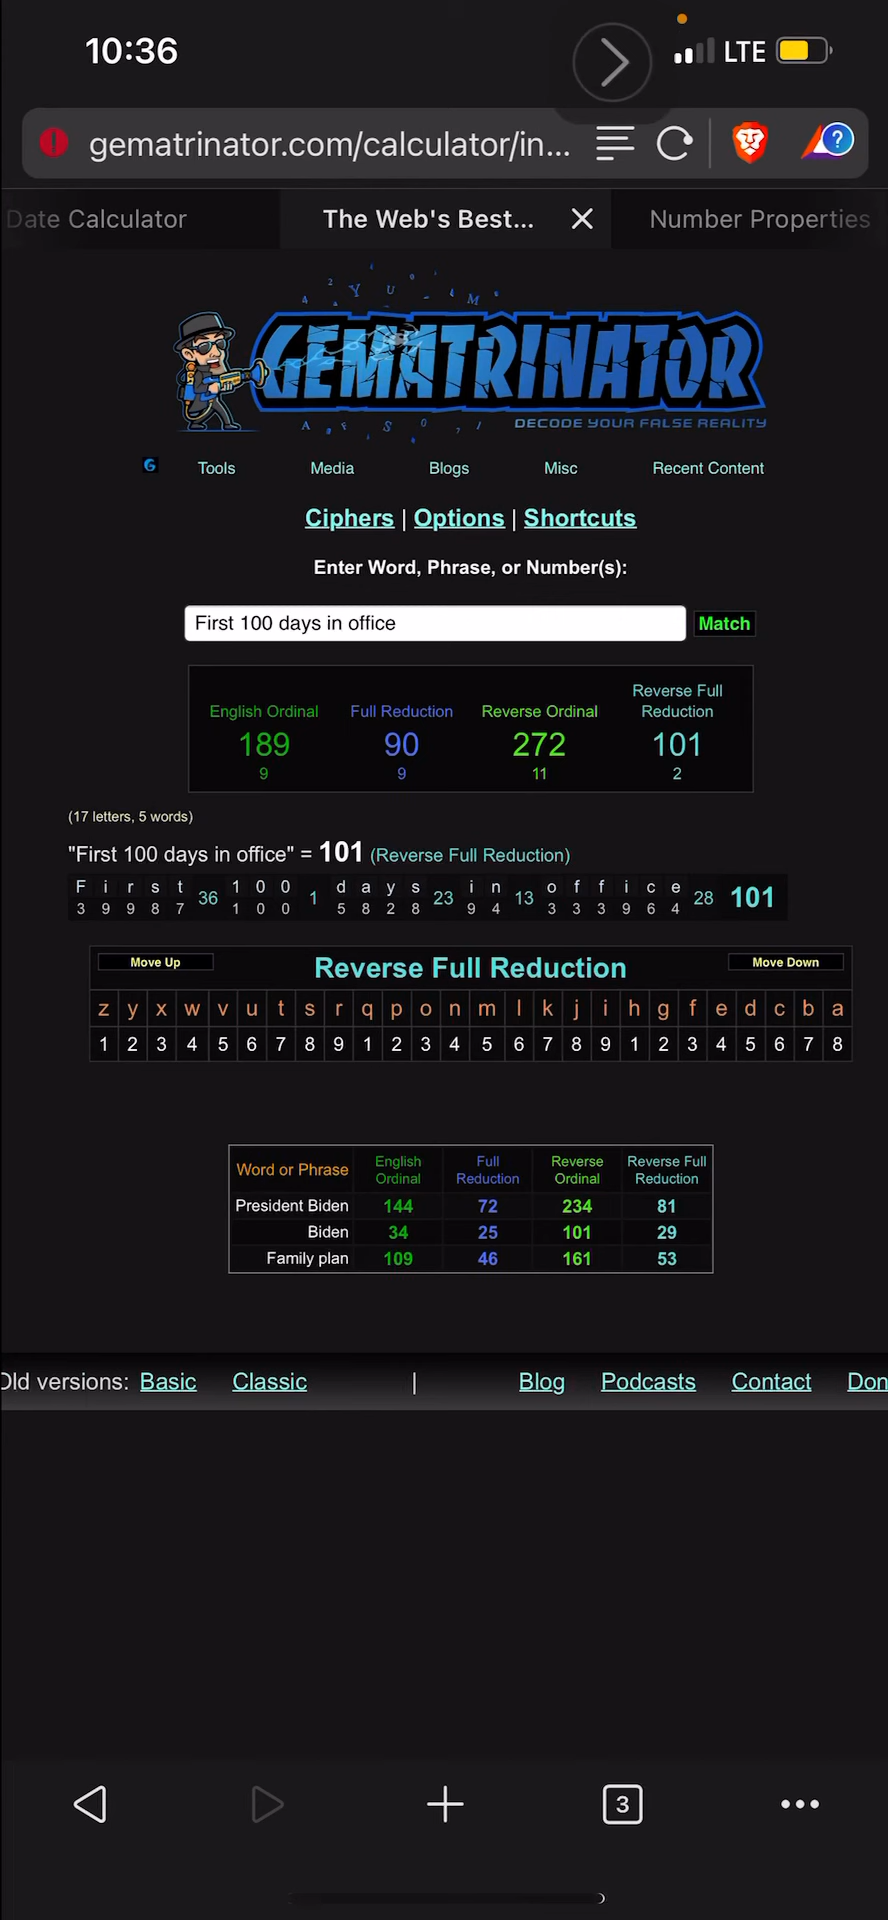 10:36
LTE
gematrinator.com/calculator/in...
Date Calculator
The Web's Best...
Number Properties
GEMATRINATOR
DECODE YOUR FALSE REALITY
Tools Media Blogs Misc Recent Content
Ciphers | Options | Shortcuts
Enter Word, Phrase, or Number(s):
First 100 days in office Match
English Ordinal Full Reduction Reverse Ordinal Reverse Full Reduction
189 90 272 101
9 9 11 2
(17 letters, 5 words)
"First 100 days in office" = 101 (Reverse Full Reduction)
F i r s t 36 1 0 0 1 d a y s 23 i n 13 o f f i c e 28 101
3 9 9 8 7 1 0 0 5 8 2 8 9 4 3 3 3 9 6 4
Move Up Reverse Full Reduction Move Down
z y x w v u t s r q p o n m l k j i h g f e d c b a
1 2 3 4 5 6 7 8 9 1 2 3 4 5 6 7 8 9 1 2 3 4 5 6 7 8
Word or Phrase English Ordinal Full Reduction Reverse Ordinal Reverse Full Reduction
President Biden 144 72 234 81
Biden 34 25 101 29
Family plan 109 46 161 53
Old versions: Basic Classic | Blog Podcasts Contact Don
3